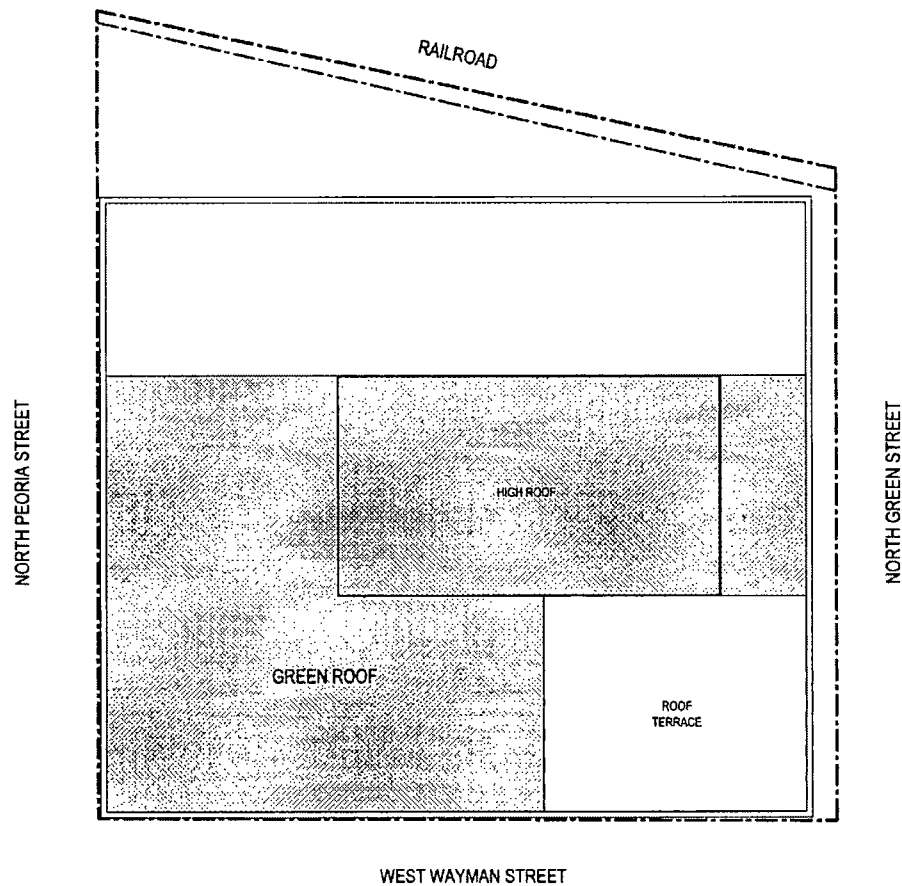 RAILROAD
NORTH PEORIA STREET
NORTH GREEN STREET
HIGH ROOF
GREEN ROOF
ROOF
TERRACE
WEST WAYMAN STREET